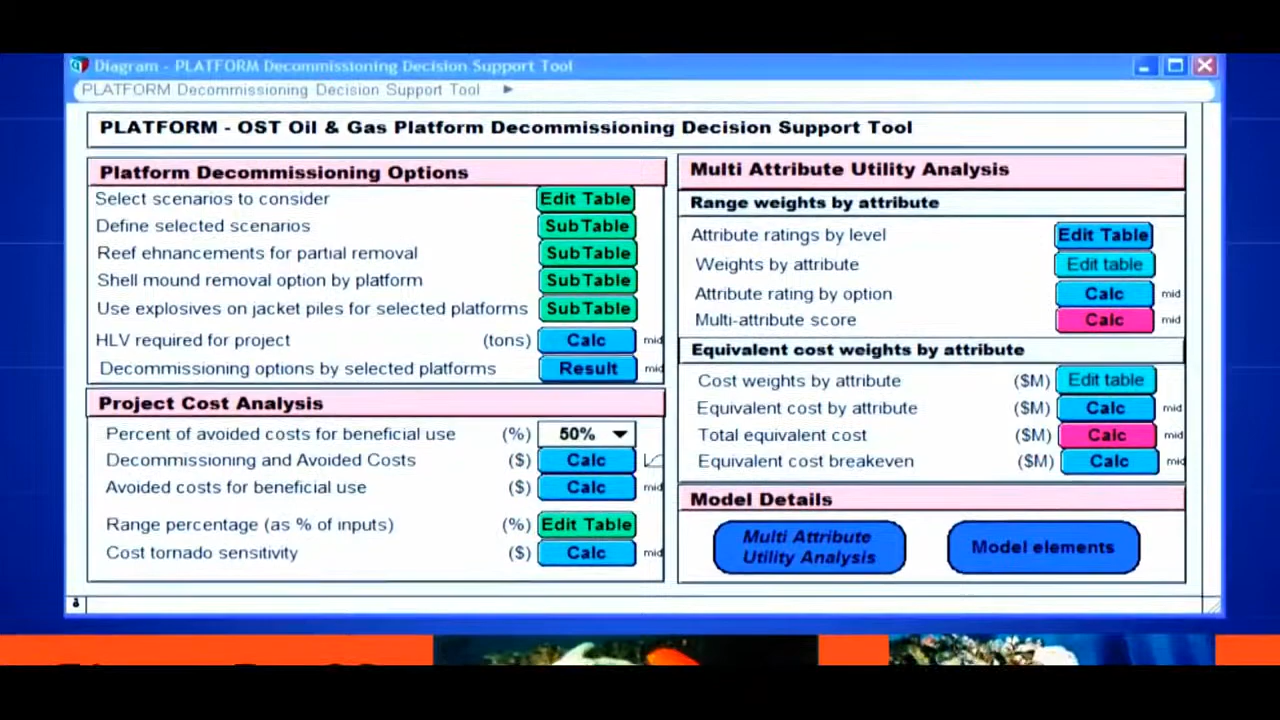 Diagram - PLATFORM Decommissioning Decision Support Tool
PLATFORM Decommissioning Decision Support Tool
PLATFORM - OST Oil & Gas Platform Decommissioning Decision Support Tool
Platform Decommissioning Options
Select scenarios to consider Edit Table
Define selected scenarios SubTable
Reef ehnancements for partial removal SubTable
Shell mound removal option by platform SubTable
Use explosives on jacket piles for selected platforms SubTable
HLV required for project (tons) Calc mid
Decommissioning options by selected platforms Result mid
Project Cost Analysis
Percent of avoided costs for beneficial use (%) 50%
Decommissioning and Avoided Costs ($) Calc
Avoided costs for beneficial use ($) Calc mid
Range percentage (as % of inputs) (%) Edit Table
Cost tornado sensitivity ($) Calc mid
Multi Attribute Utility Analysis
Range weights by attribute
Attribute ratings by level Edit Table
Weights by attribute Edit table
Attribute rating by option Calc mid
Multi-attribute score Calc mid
Equivalent cost weights by attribute
Cost weights by attribute ($M) Edit table
Equivalent cost by attribute ($M) Calc mid
Total equivalent cost ($M) Calc mid
Equivalent cost breakeven ($M) Calc mid
Model Details
Multi Attribute
Utility Analysis
Model elements